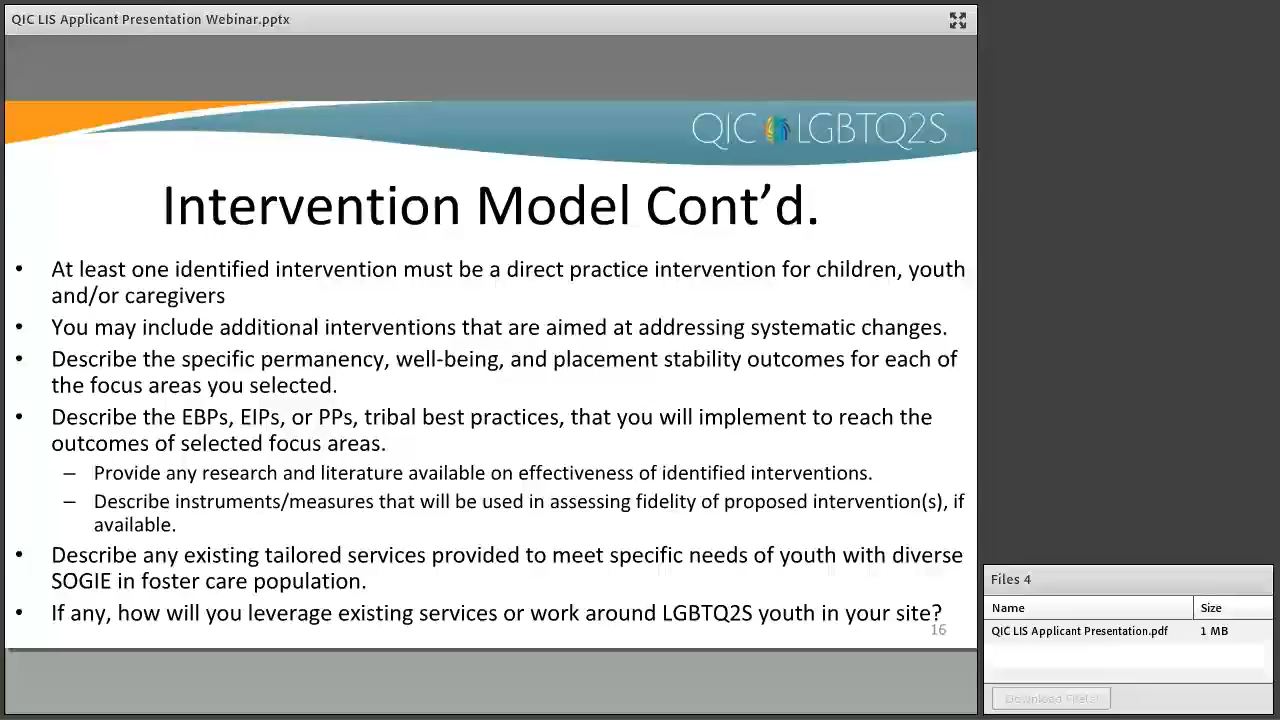 QIC LIS Applicant Presentation Webinar.pptx
QIC LGBTQ2S
Intervention Model Cont’d.
• At least one identified intervention must be a direct practice intervention for children, youth
and/or caregivers
• You may include additional interventions that are aimed at addressing systematic changes.
• Describe the specific permanency, well-being, and placement stability outcomes for each of
the focus areas you selected.
• Describe the EBPs, EIPs, or PPs, tribal best practices, that you will implement to reach the
outcomes of selected focus areas.
– Provide any research and literature available on effectiveness of identified interventions.
– Describe instruments/measures that will be used in assessing fidelity of proposed intervention(s), if
available.
• Describe any existing tailored services provided to meet specific needs of youth with diverse
SOGIE in foster care population.
• If any, how will you leverage existing services or work around LGBTQ2S youth in your site?
16
Files 4
Name Size
QIC LIS Applicant Presentation.pdf 1 MB
Download File(s)